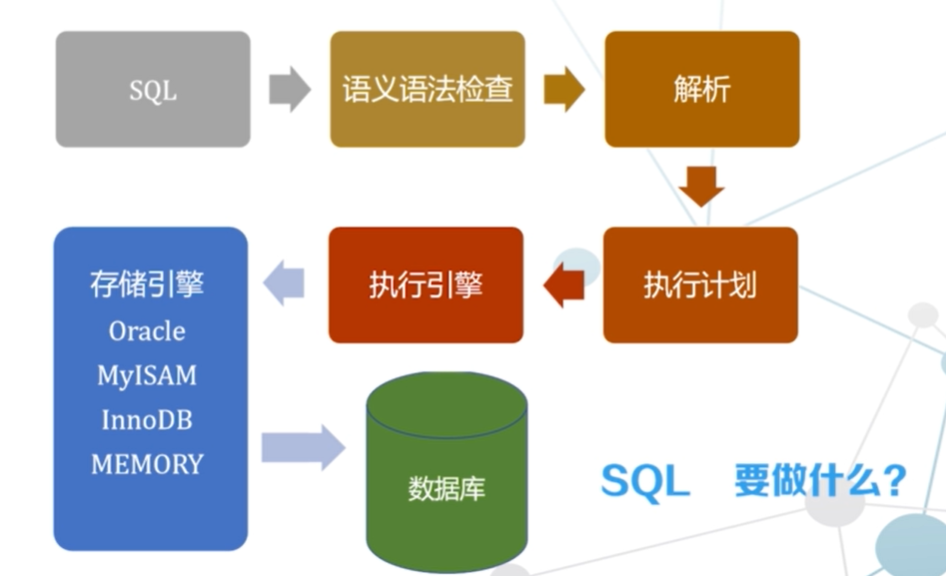 SQL
语义语法检查
解析
存储引擎
Oracle
MyISAM
InnoDB
MEMORY
执行引擎
执行计划
数据库
SQL 要做什么?